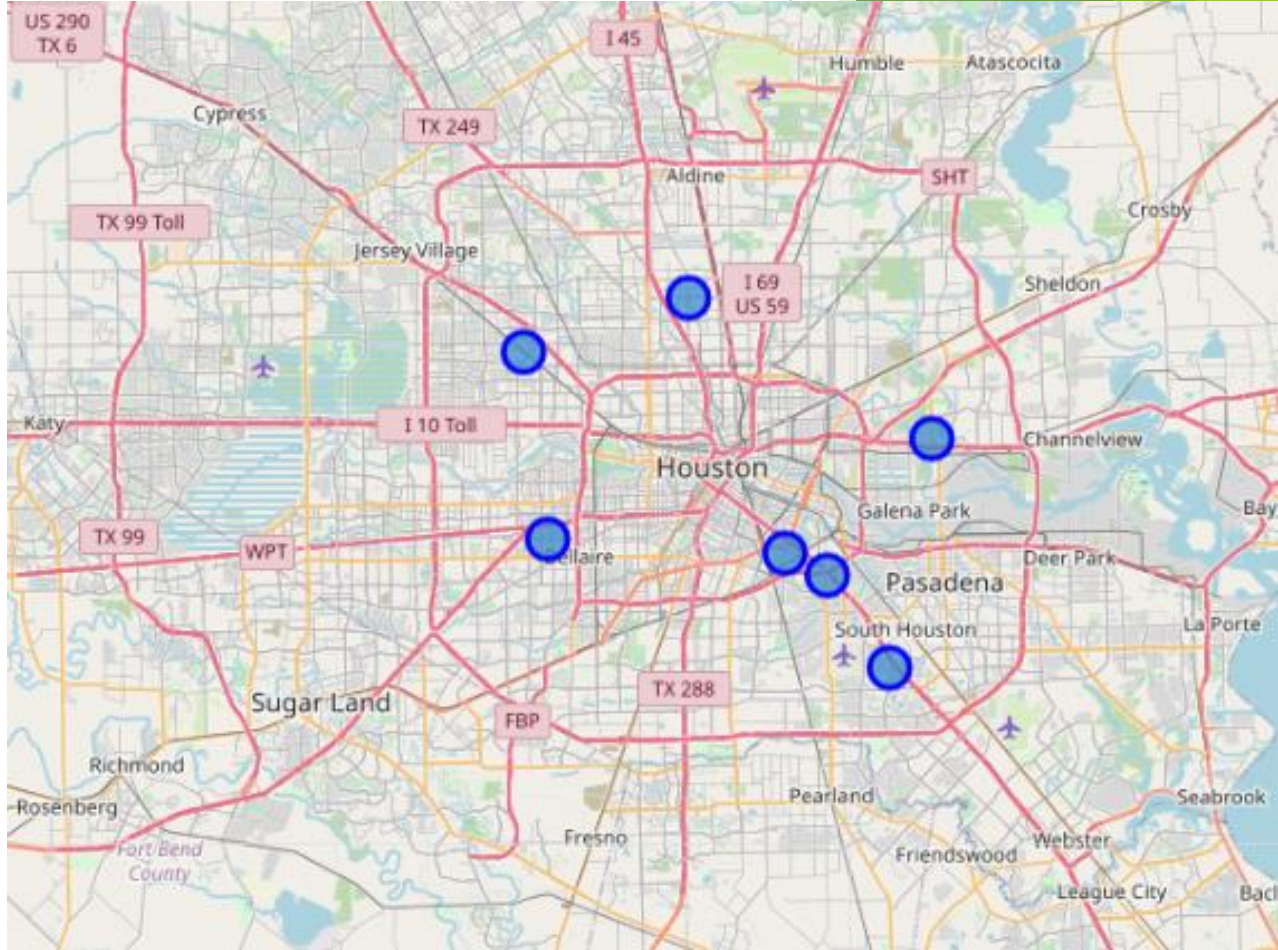 US 290
TX 6
I 45
Humble
Atascocita
Cypress
TX 249
Aldine
SHT
TX 99 Toll
Crosby
Jersey Village
I 69
US 59
Sheldon
Katy
I 10 Toll
Channelview
Houston
Galena Park
Bay
TX 99
WPT
ellaire
Deer Park
Pasadena
South Houston
La Porte
Sugar Land
TX 288
FBP
Richmond
Rosenberg
Pearland
Seabrook
Fresno
Webster
Fort Bend
County
Friendswood
League City
Bacl